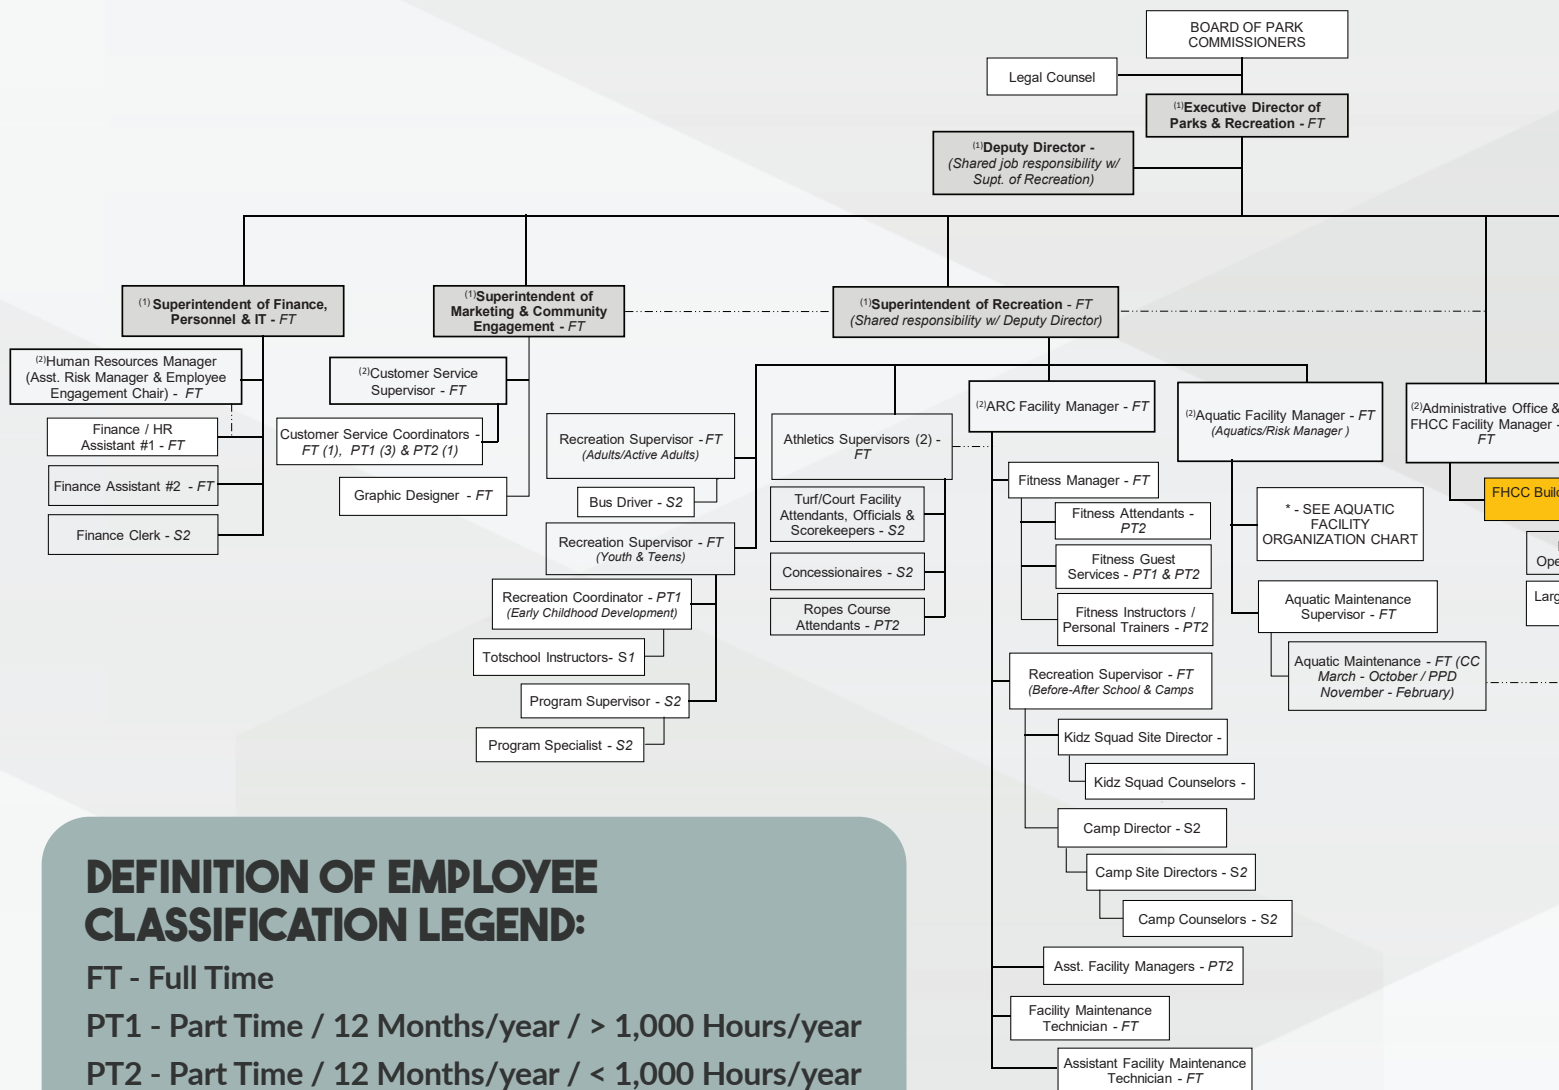 BOARD OF PARK
COMMISSIONERS
Legal Counsel
(1)Executive Director of
Parks & Recreation - FT
(1)Deputy Director -
(Shared job responsibility w/
Supt. of Recreation)
(1) Superintendent of Finance,
Personnel & IT - FT
(1)Superintendent of
Marketing & Community
Engagement - FT
(1)Superintendent of Recreation - FT
(Shared responsibility w/ Deputy Director)
(2)Human Resources Manager
(Asst. Risk Manager & Employee
Engagement Chair) - FT
Finance / HR
Assistant #1 - FT
Finance Assistant #2 - FT
Finance Clerk - S2
(2)Customer Service
Supervisor - FT
Customer Service Coordinators -
FT (1), PT1 (3) & PT2 (1)
Graphic Designer - FT
Recreation Supervisor - FT
(Adults/Active Adults)
Bus Driver - S2
Recreation Supervisor - FT
(Youth & Teens)
Recreation Coordinator - PT1
(Early Childhood Development)
Totschool Instructors- S1
Program Supervisor - S2
Program Specialist - S2
Athletics Supervisors (2) -
FT
Turf/Court Facility
Attendants, Officials &
Scorekeepers - S2
Concessionaires - S2
Ropes Course
Attendants - PT2
(2)ARC Facility Manager - FT
Fitness Manager - FT
Fitness Attendants -
PT2
Fitness Guest
Services - PT1 & PT2
Fitness Instructors /
Personal Trainers - PT2
Recreation Supervisor - FT
(Before-After School & Camps
Kidz Squad Site Director -
Kidz Squad Counselors -
Camp Director - S2
Camp Site Directors - S2
Camp Counselors - S2
Asst. Facility Managers - PT2
Facility Maintenance
Technician - FT
Assistant Facility Maintenance
Technician - FT
(2)Aquatic Facility Manager - FT
(Aquatics/Risk Manager )
* - SEE AQUATIC
FACILITY
ORGANIZATION CHART
Aquatic Maintenance
Supervisor - FT
Aquatic Maintenance - FT (CC
March - October / PPD
November - February)
(2)Administrative Office &
FHCC Facility Manager -
FT
FHCC Build
Ope
Larg
DEFINITION OF EMPLOYEE
CLASSIFICATION LEGEND:
FT - Full Time
PT1 - Part Time / 12 Months/year / > 1,000 Hours/year
PT2 - Part Time / 12 Months/year / < 1,000 Hours/year